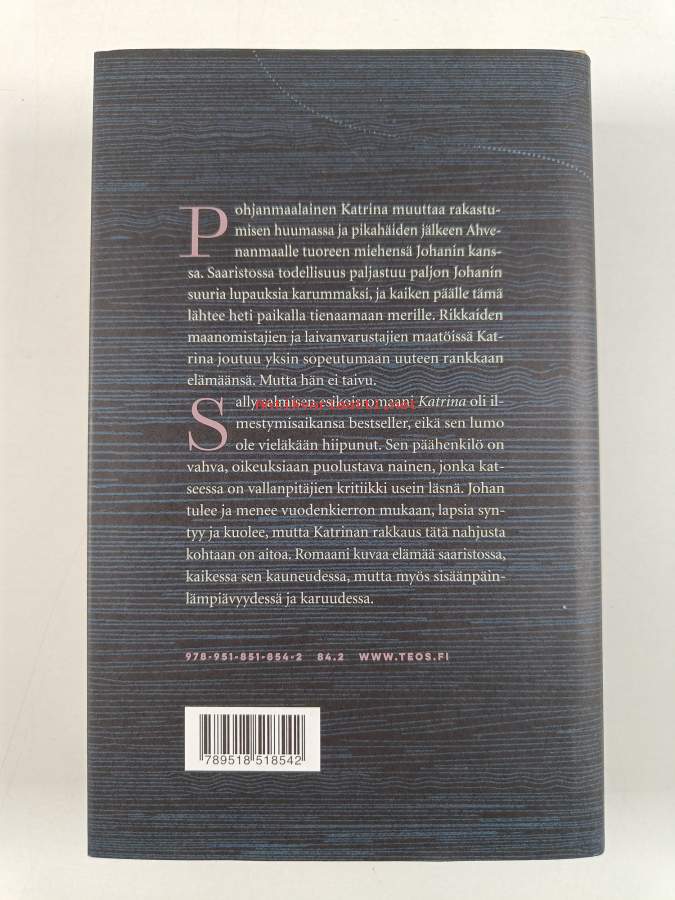 Pohjanmaalainen Katrina muuttaa rakastu-
misen huumassa ja pikahäiden jälkeen Ahve-
nanmaalle tuoreen miehensä Johanin kans-
sa. Saaristossa todellisuus paljastuu paljon Johanin
suuria lupauksia karummaksi, ja kaiken päälle tämä
lähtee heti paikalla tienaamaan merille. Rikkaiden
maanomistajien ja laivanvarustajien maatöissä Kat-
rina joutuu yksin sopeutumaan uuteen rankkaan
elämäänsä. Mutta hän ei taivu.
Sally Salmisen esikoisromaani Katrina oli il-
mestymisaikansa bestseller, eikä sen lumo
ole vieläkään hiipunut. Sen päähenkilö on
vahva, oikeuksiaan puolustava nainen, jonka kat-
seessa on vallanpitäjien kritiikki usein läsnä. Johan
tulee ja menee vuodenkierron mukaan, lapsia syn-
tyy ja kuolee, mutta Katrinan rakkaus tätä nahjusta
kohtaan on aitoa. Romaani kuvaa elämää saaristossa,
kaikessa sen kauneudessa, mutta myös sisäänpäin-
lämpiävyydessä ja karuudessa.
978-951-851-854-2 84.2 WWW.TEOS.FI
789518 518542